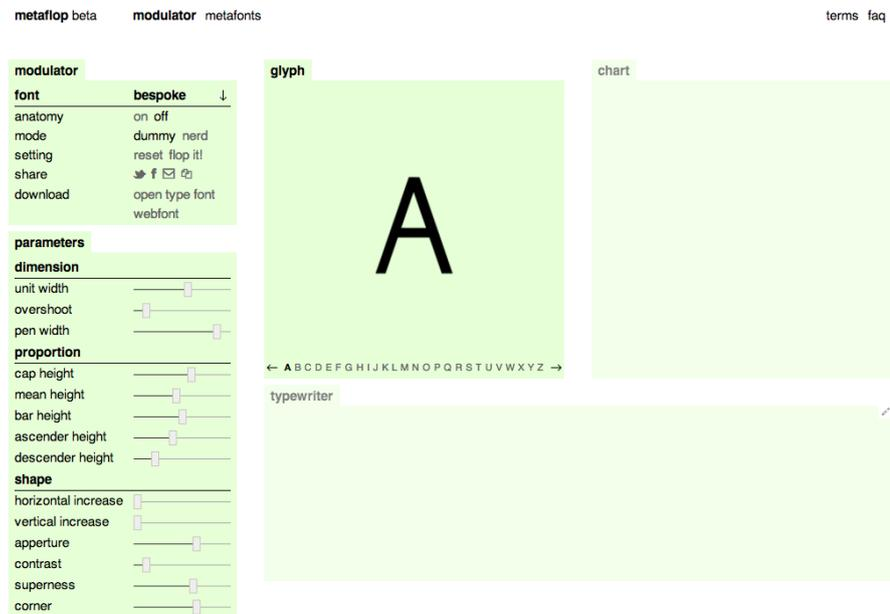 metaflop beta modulator metafonts terms faq
modulator
font bespoke ↓
anatomy on off
mode dummy nerd
setting reset flop it!
share
download open type font
webfont
parameters
dimension
unit width
overshoot
pen width
proportion
cap height
mean height
bar height
ascender height
descender height
shape
horizontal increase
vertical increase
apperture
contrast
superness
corner
glyph
A
← A B C D E F G H I J K L M N O P Q R S T U V W X Y Z →
chart
typewriter